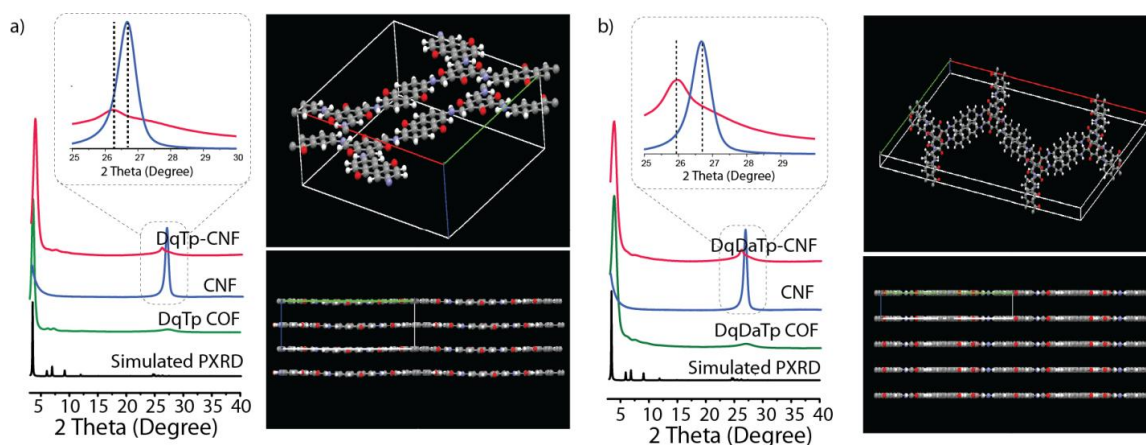 a)
25 26 27 28 29 30
2 Theta (Degree)
DqTp-CNF
CNF
DqTp COF
Simulated PXRD
5 10 15 20 25 30 35 40
2 Theta (Degree)
b)
25 26 27 28 29
2 Theta (Degree)
DqDaTp-CNF
CNF
DqDaTp COF
Simulated PXRD
5 10 15 20 25 30 35 40
2 Theta (Degree)